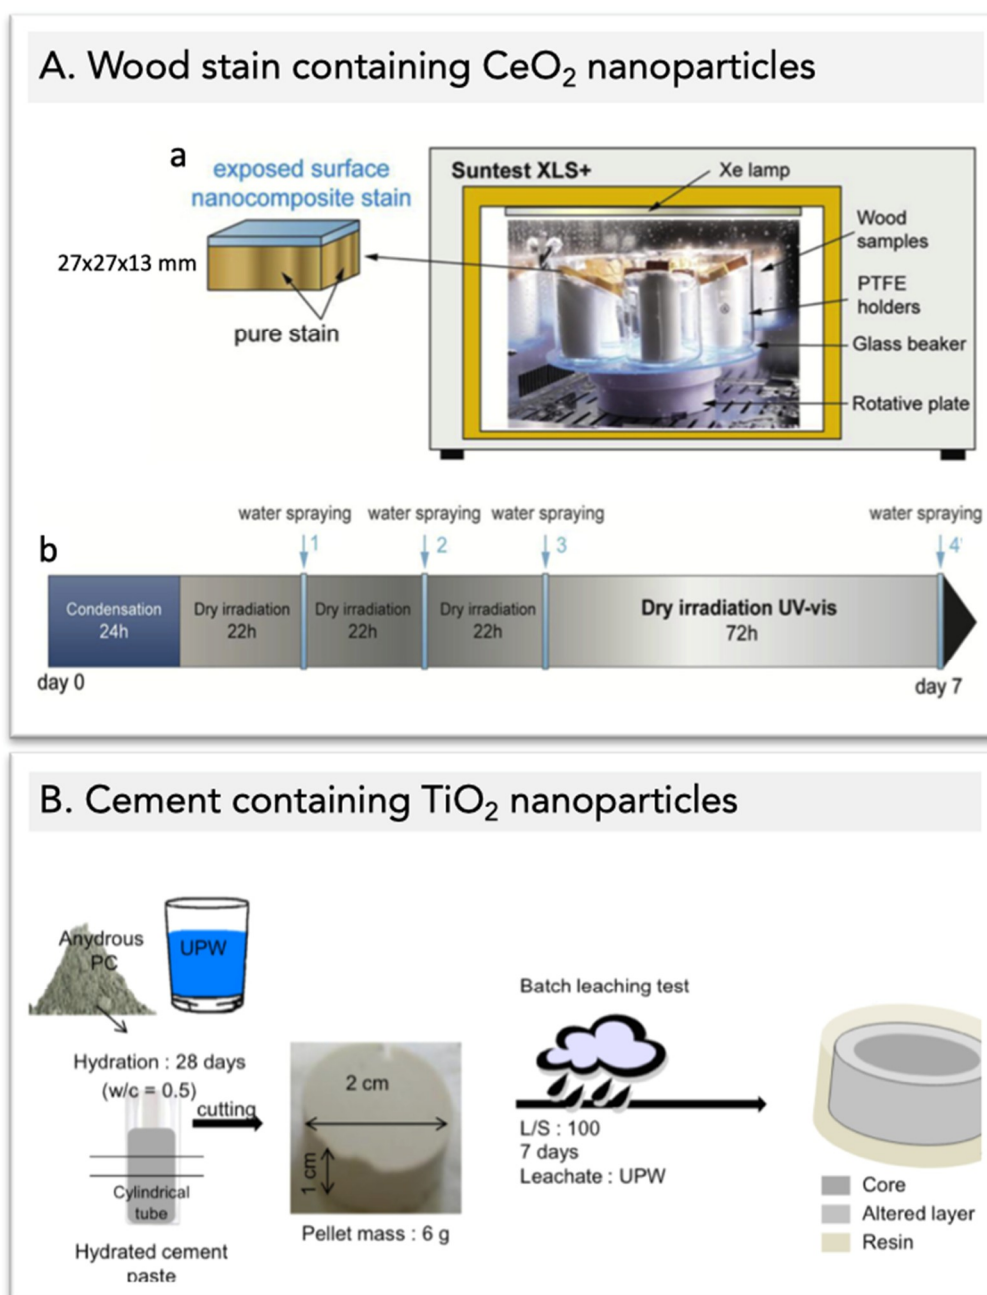 A. Wood stain containing CeO₂ nanoparticles
a
exposed surface
nanocomposite stain
27x27x13 mm
pure stain
Suntest XLS+
Xe lamp
Wood
samples
PTFE
holders
Glass beaker
Rotative plate
b
water spraying
water spraying
water spraying
water spraying
1
2
3
4'
Condensation
24h
Dry irradiation
22h
Dry irradiation
22h
Dry irradiation
22h
Dry irradiation UV-vis
72h
day 0
day 7
B. Cement containing TiO₂ nanoparticles
Anydrous
PC
UPW
Hydration : 28 days
(w/c = 0.5)
cutting
Cylindrical
tube
Hydrated cement
paste
2 cm
1 cm
Pellet mass : 6 g
Batch leaching test
L/S : 100
7 days
Leachate : UPW
Core
Altered layer
Resin